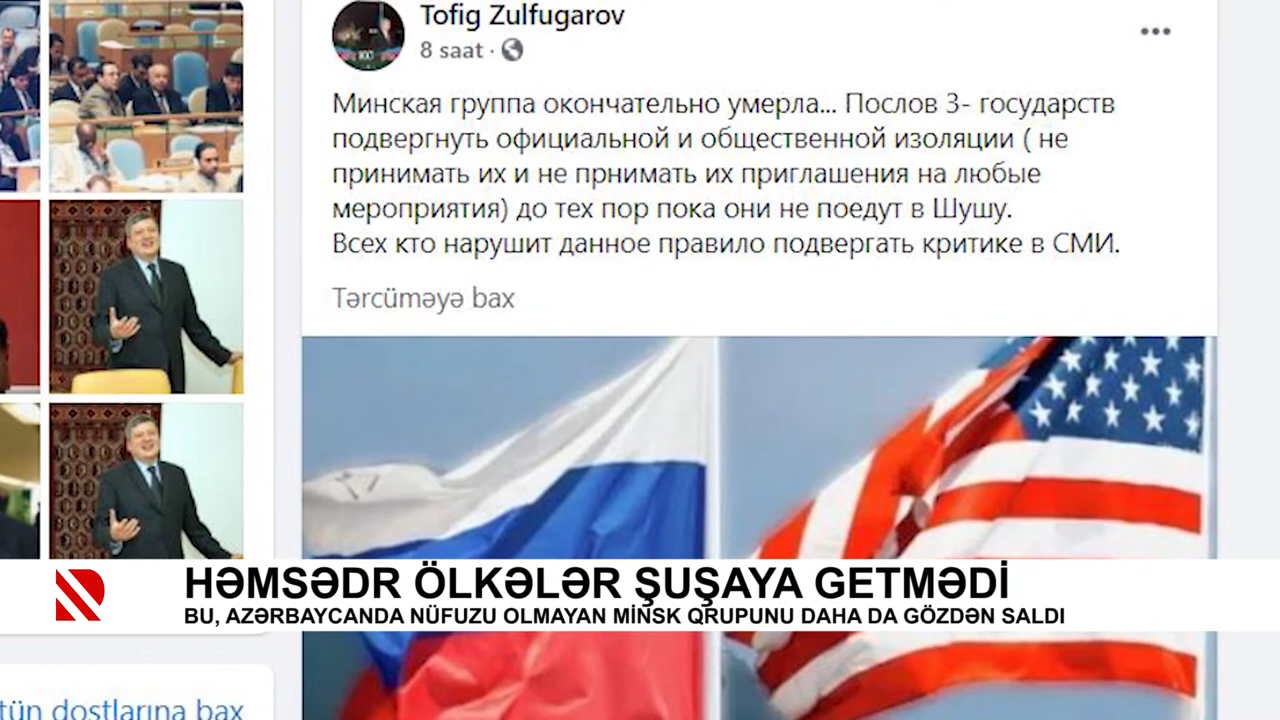 Tofig Zulfugarov
8 saat ·
Минская группа окончательно умерла... Послов 3- государств
подвергнуть официальной и общественной изоляции ( не
принимать их и не прнимать их приглашения на любые
мероприятия) до тех пор пока они не поедут в Шушу.
Всех кто нарушит данное правило подвергать критике в СМИ.
Tərcüməyə bax
HƏMSƏDR ÖLKƏLƏR ŞUŞAYA GETMƏDİ
BU, AZƏRBAYCANDA NÜFUZU OLMAYAN MİNSK QRUPUNU DAHA DA GÖZDƏN SALDI
tün dostlarına bax